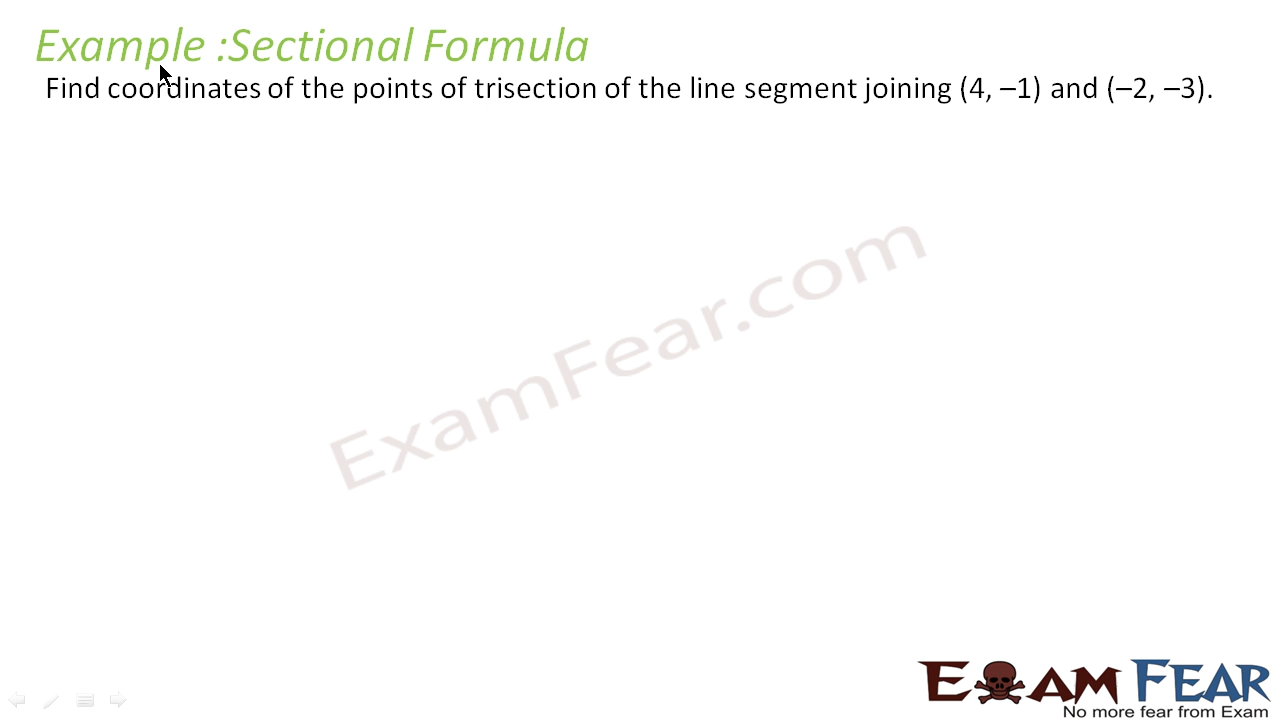 Example :Sectional Formula
Find coordinates of the points of trisection of the line segment joining (4, –1) and (–2, –3).
ExamFear.com
EXAM FEAR
No more fear from Exam